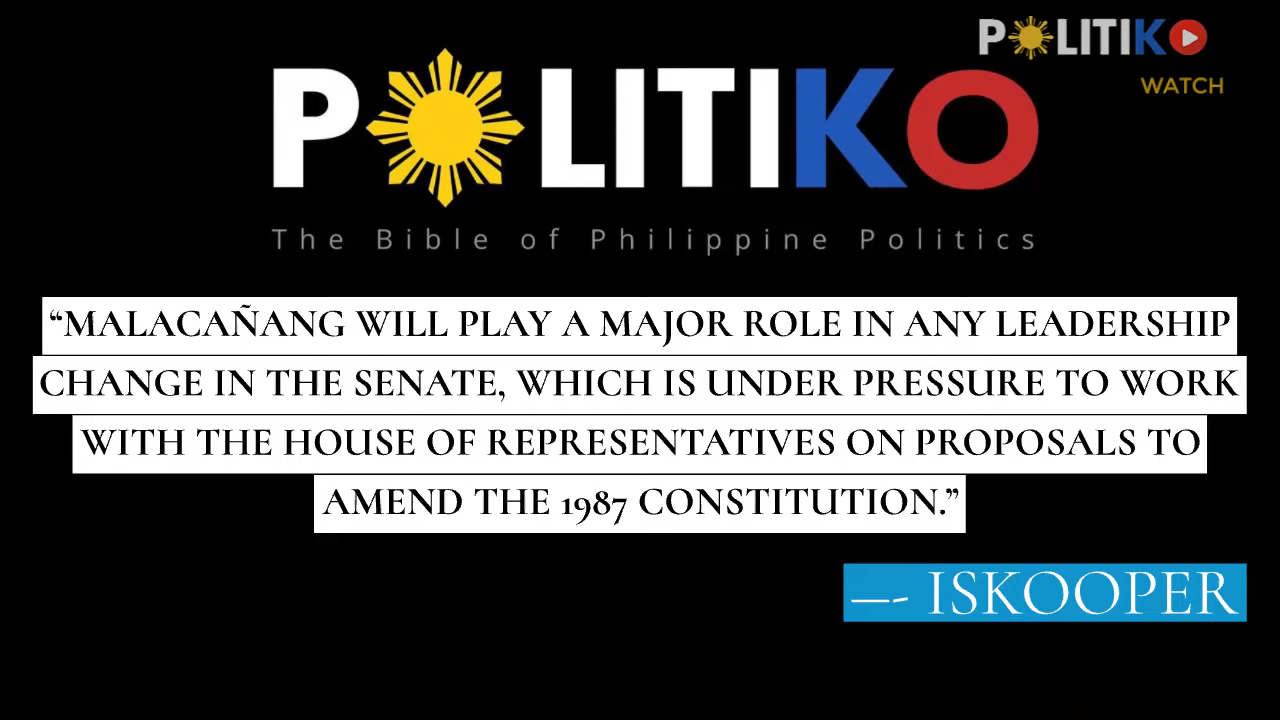 POLITIKO
WATCH
POLITIKO
The Bible of Philippine Politics
“MALACAÑANG WILL PLAY A MAJOR ROLE IN ANY LEADERSHIP
CHANGE IN THE SENATE, WHICH IS UNDER PRESSURE TO WORK
WITH THE HOUSE OF REPRESENTATIVES ON PROPOSALS TO
AMEND THE 1987 CONSTITUTION.”
—- ISKOOPER